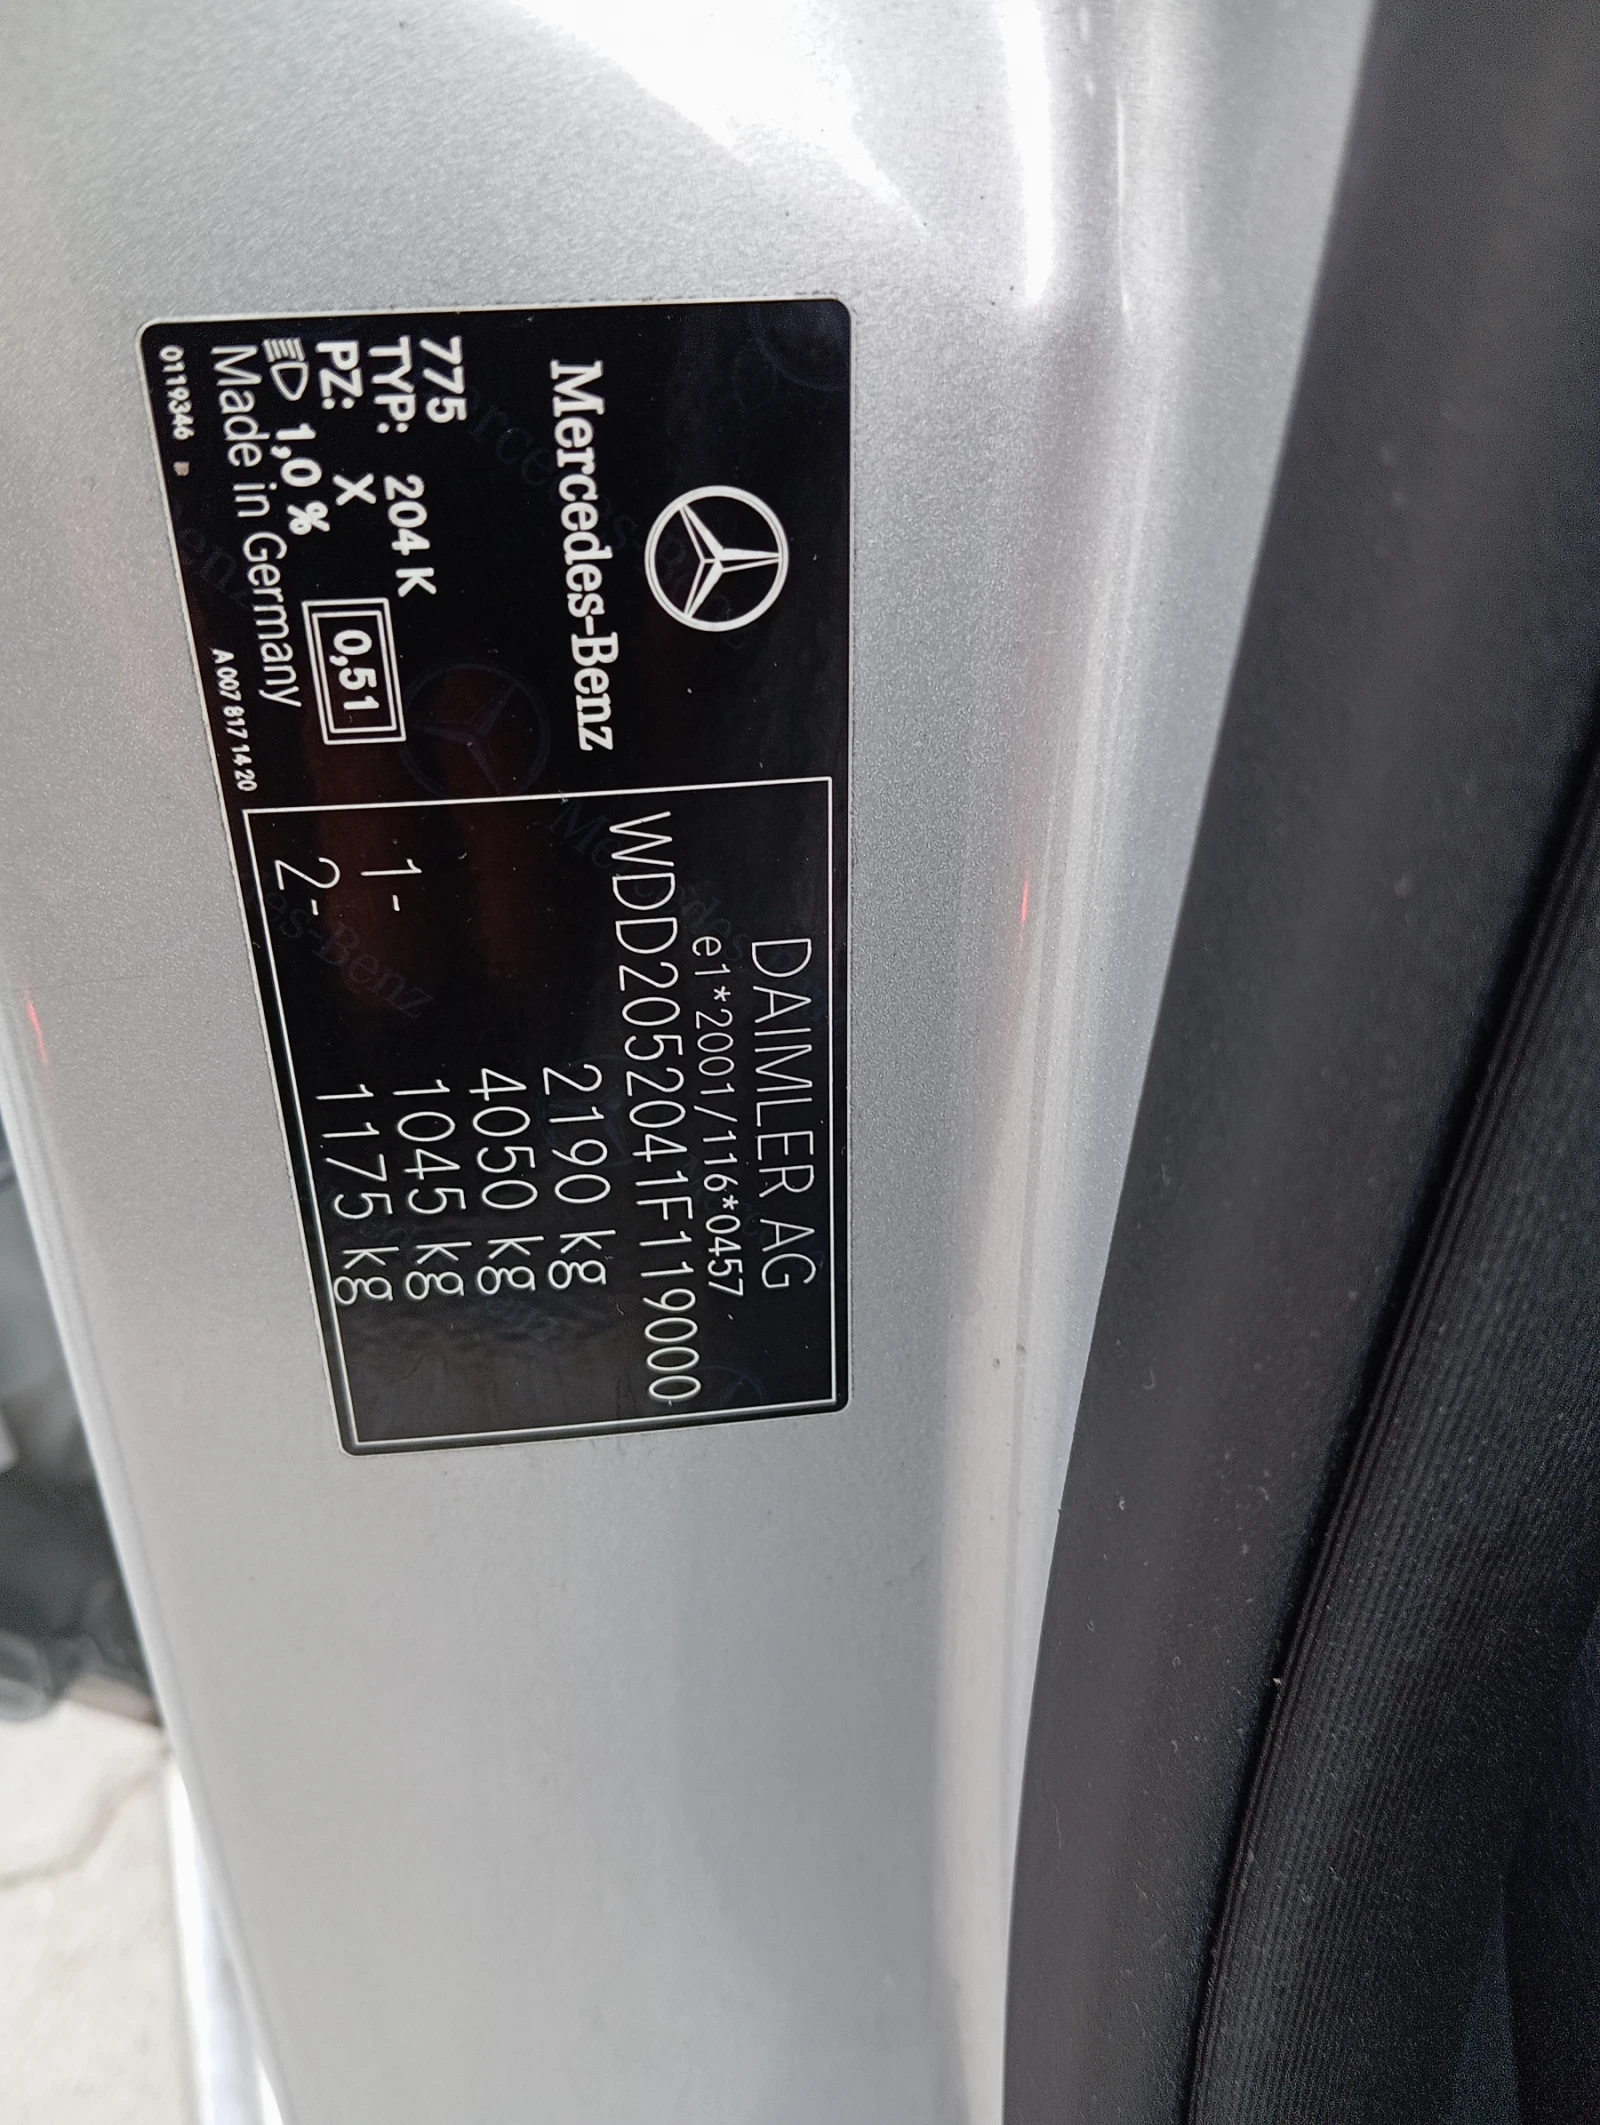 Mercedes-Benz
775
TYP: 204 K
PZ: X
0,51
1,0 %
Made in Germany
0119346
A 007 817 14 20
DAIMLER AG
e1*2001/116*0457
WDD2052041F119000
2190 kg
4050 kg
1- 1045 kg
2- 1175 kg